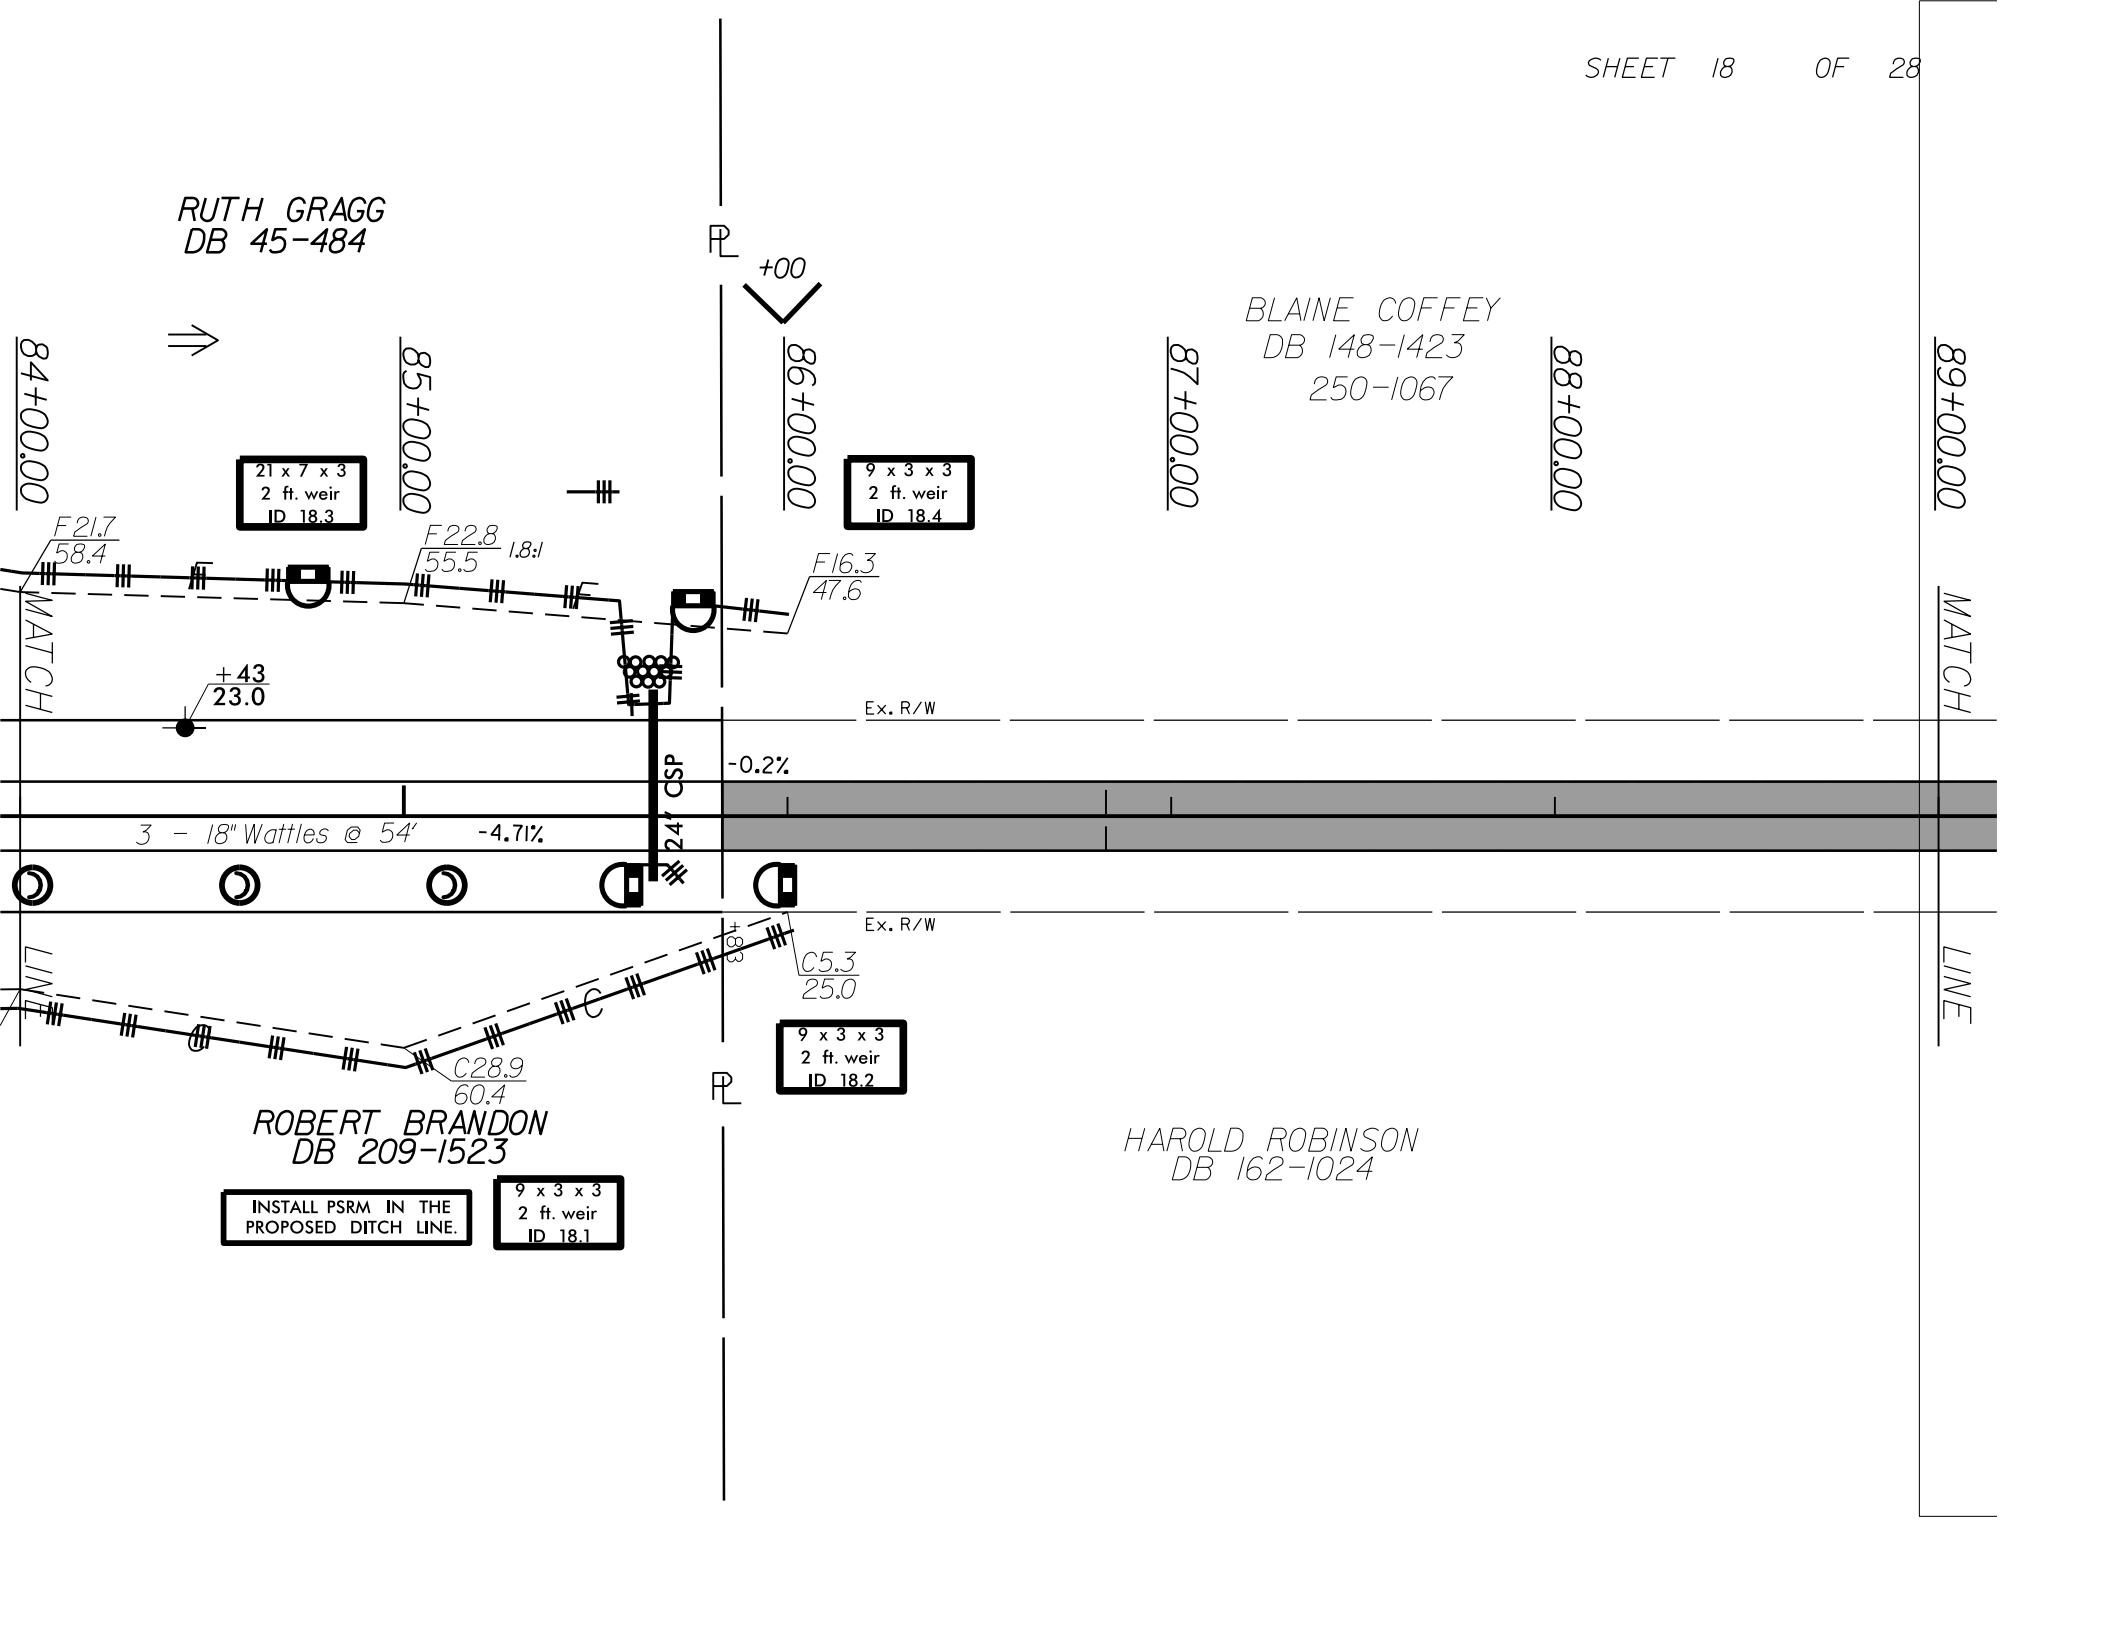 SHEET 18 OF 28
RUTH GRAGG
DB 45-484
PL
+00
BLAINE COFFEY
DB 148-1423
250-1067
84+00.00
85+00.00
86+00.00
87+00.00
88+00.00
89+00.00
21 x 7 x 3
2 ft. weir
ID 18.3
9 x 3 x 3
2 ft. weir
ID 18.4
F21.7
58.4
F22.8
55.5
1.8:1
F16.3
47.6
F
F
MATCH
MATCH
+43
23.0
Ex. R/W
-0.2%
24" CSP
3 - 18" Wattles @ 54'
-4.71%
Ex. R/W
+83
LINE
LINE
C5.3
25.0
C
C
9 x 3 x 3
2 ft. weir
ID 18.2
C28.9
60.4
PL
ROBERT BRANDON
DB 209-1523
HAROLD ROBINSON
DB 162-1024
INSTALL PSRM IN THE
PROPOSED DITCH LINE.
9 x 3 x 3
2 ft. weir
ID 18.1